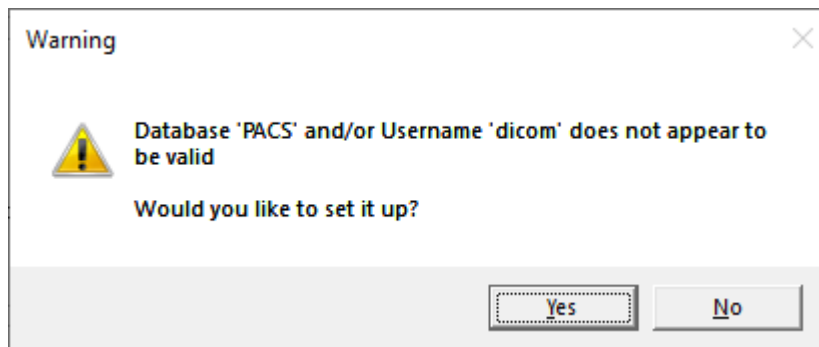 Warning
Database 'PACS' and/or Username 'dicom' does not appear to
be valid
Would you like to set it up?
Yes
No